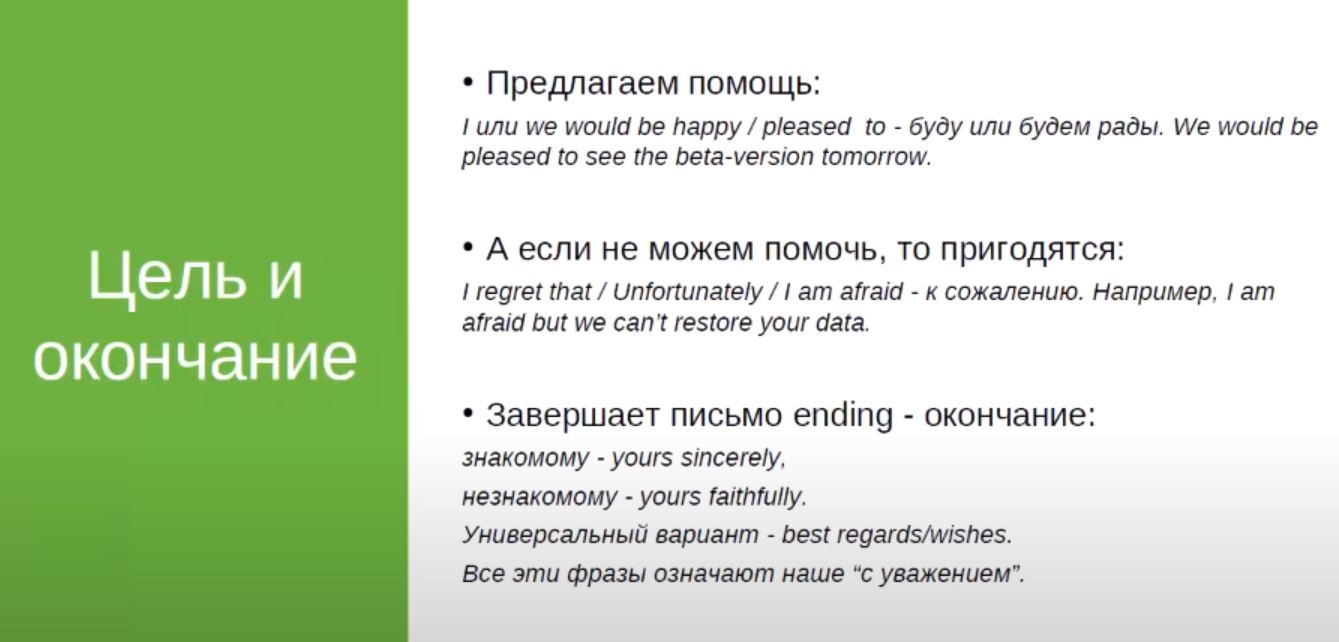 Цель и
окончание
• Предлагаем помощь:
I или we would be happy / pleased to - буду или будем рады. We would be
pleased to see the beta-version tomorrow.
• А если не можем помочь, то пригодятся:
I regret that / Unfortunately / I am afraid - к сожалению. Например, I am
afraid but we can’t restore your data.
• Завершает письмо ending - окончание:
знакомому - yours sincerely,
незнакомому - yours faithfully.
Универсальный вариант - best regards/wishes.
Все эти фразы означают наше “с уважением”.